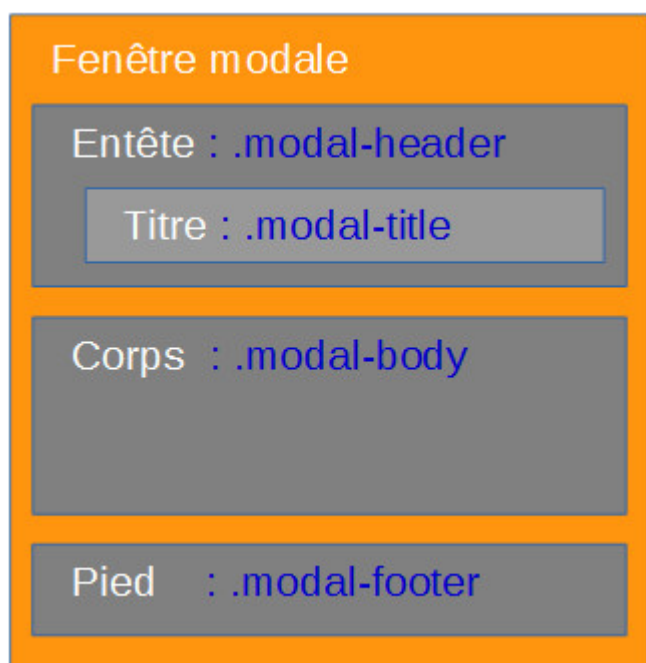 Fenêtre modale
Entête : .modal-header
Titre : .modal-title
Corps : .modal-body
Pied : .modal-footer